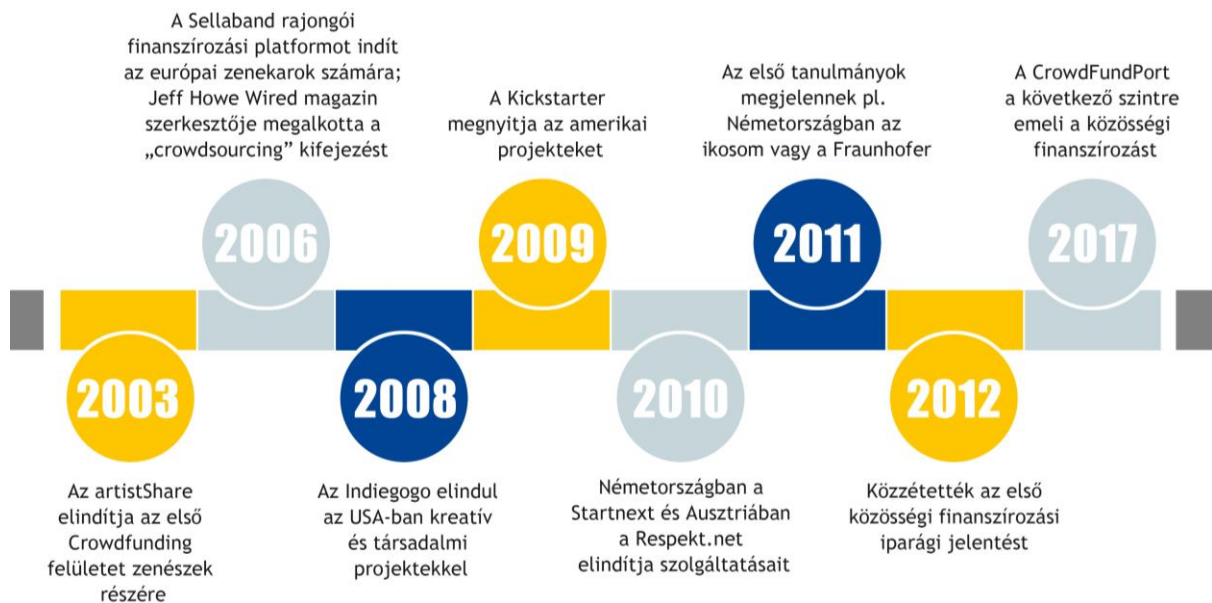 A Sellaband rajongói
finanszírozási platformot indít
az európai zenekarok számára;
Jeff Howe Wired magazin
szerkesztője megalkotta a
„crowdsourcing” kifejezést
A Kickstarter
megnyitja az amerikai
projekteket
Az első tanulmányok
megjelennek pl.
Németországban az
ikosom vagy a Fraunhofer
A CrowdFundPort
a következő szintre
emeli a közösségi
finanszírozást
2006
2009
2011
2017
2003
2008
2010
2012
Az artistShare
elindítja az első
Crowdfunding
felületet zenészek
részére
Az Indiegogo elindul
az USA-ban kreatív
és társadalmi
projektekkel
Németországban a
Startnext és Ausztriában
a Respekt.net
elindítja szolgáltatásait
Közzétették az első
közösségi finanszírozási
iparági jelentést